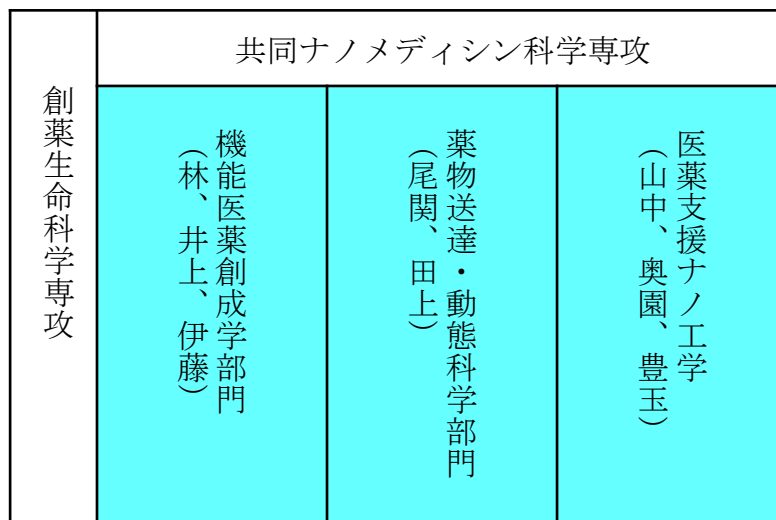 共同ナノメディシン科学専攻
創薬生命科学専攻
機能医薬創成学部門
（林、井上、伊藤）
薬物送達・動態科学部門
（尾関、田上）
医薬支援ナノ工学
（山中、奥園、豊玉）